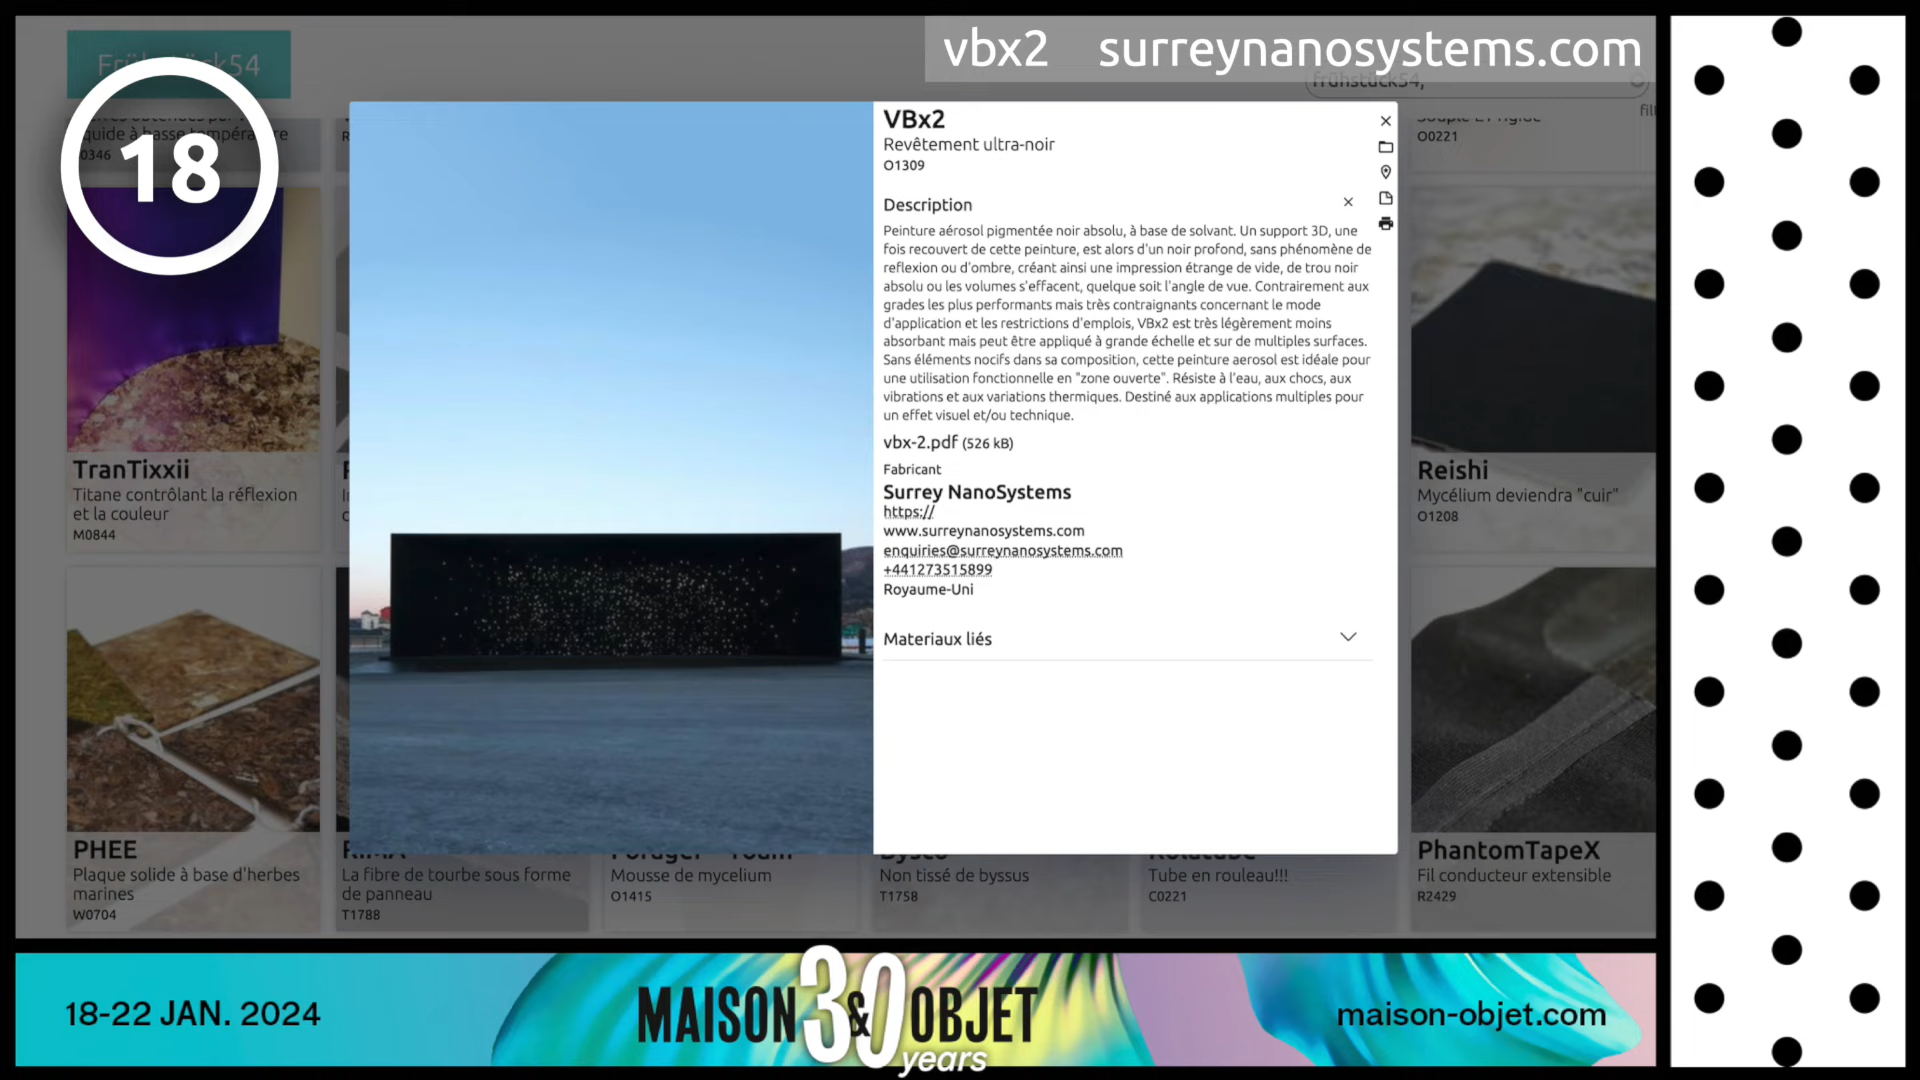 vbx2 surreynanosystems.com
Frühstück54
frühstück54,
18
quide à basse température
0346
O0221
VBx2
Revêtement ultra-noir
O1309
Description
Peinture aérosol pigmentée noir absolu, à base de solvant. Un support 3D, une
fois recouvert de cette peinture, est alors d'un noir profond, sans phénomène de
reflexion ou d'ombre, créant ainsi une impression étrange de vide, de trou noir
absolu ou les volumes s'effacent, quelque soit l'angle de vue. Contrairement aux
grades les plus performants mais très contraignants concernant le mode
d'application et les restrictions d'emplois, VBx2 est très légèrement moins
absorbant mais peut être appliqué à grande échelle et sur de multiples surfaces.
Sans éléments nocifs dans sa composition, cette peinture aerosol est idéale pour
une utilisation fonctionnelle en "zone ouverte". Résiste à l'eau, aux chocs, aux
vibrations et aux variations thermiques. Destiné aux applications multiples pour
un effet visuel et/ou technique.
vbx-2.pdf (526 kB)
Fabricant
Surrey NanoSystems
https://
www.surreynanosystems.com
enquiries@surreynanosystems.com
+441273515899
Royaume-Uni
Materiaux liés
TranTixxii
Titane contrôlant la réflexion
et la couleur
M0844
Reishi
Mycélium deviendra "cuir"
O1208
PHEE
Plaque solide à base d'herbes
marines
W0704
RIMA
La fibre de tourbe sous forme
de panneau
T1788
Mousse de mycelium
O1415
Non tissé de byssus
T1758
Tube en rouleau!!!
C0221
PhantomTapeX
Fil conducteur extensible
R2429
18-22 JAN. 2024
MAISON & OBJET
30
years
maison-objet.com